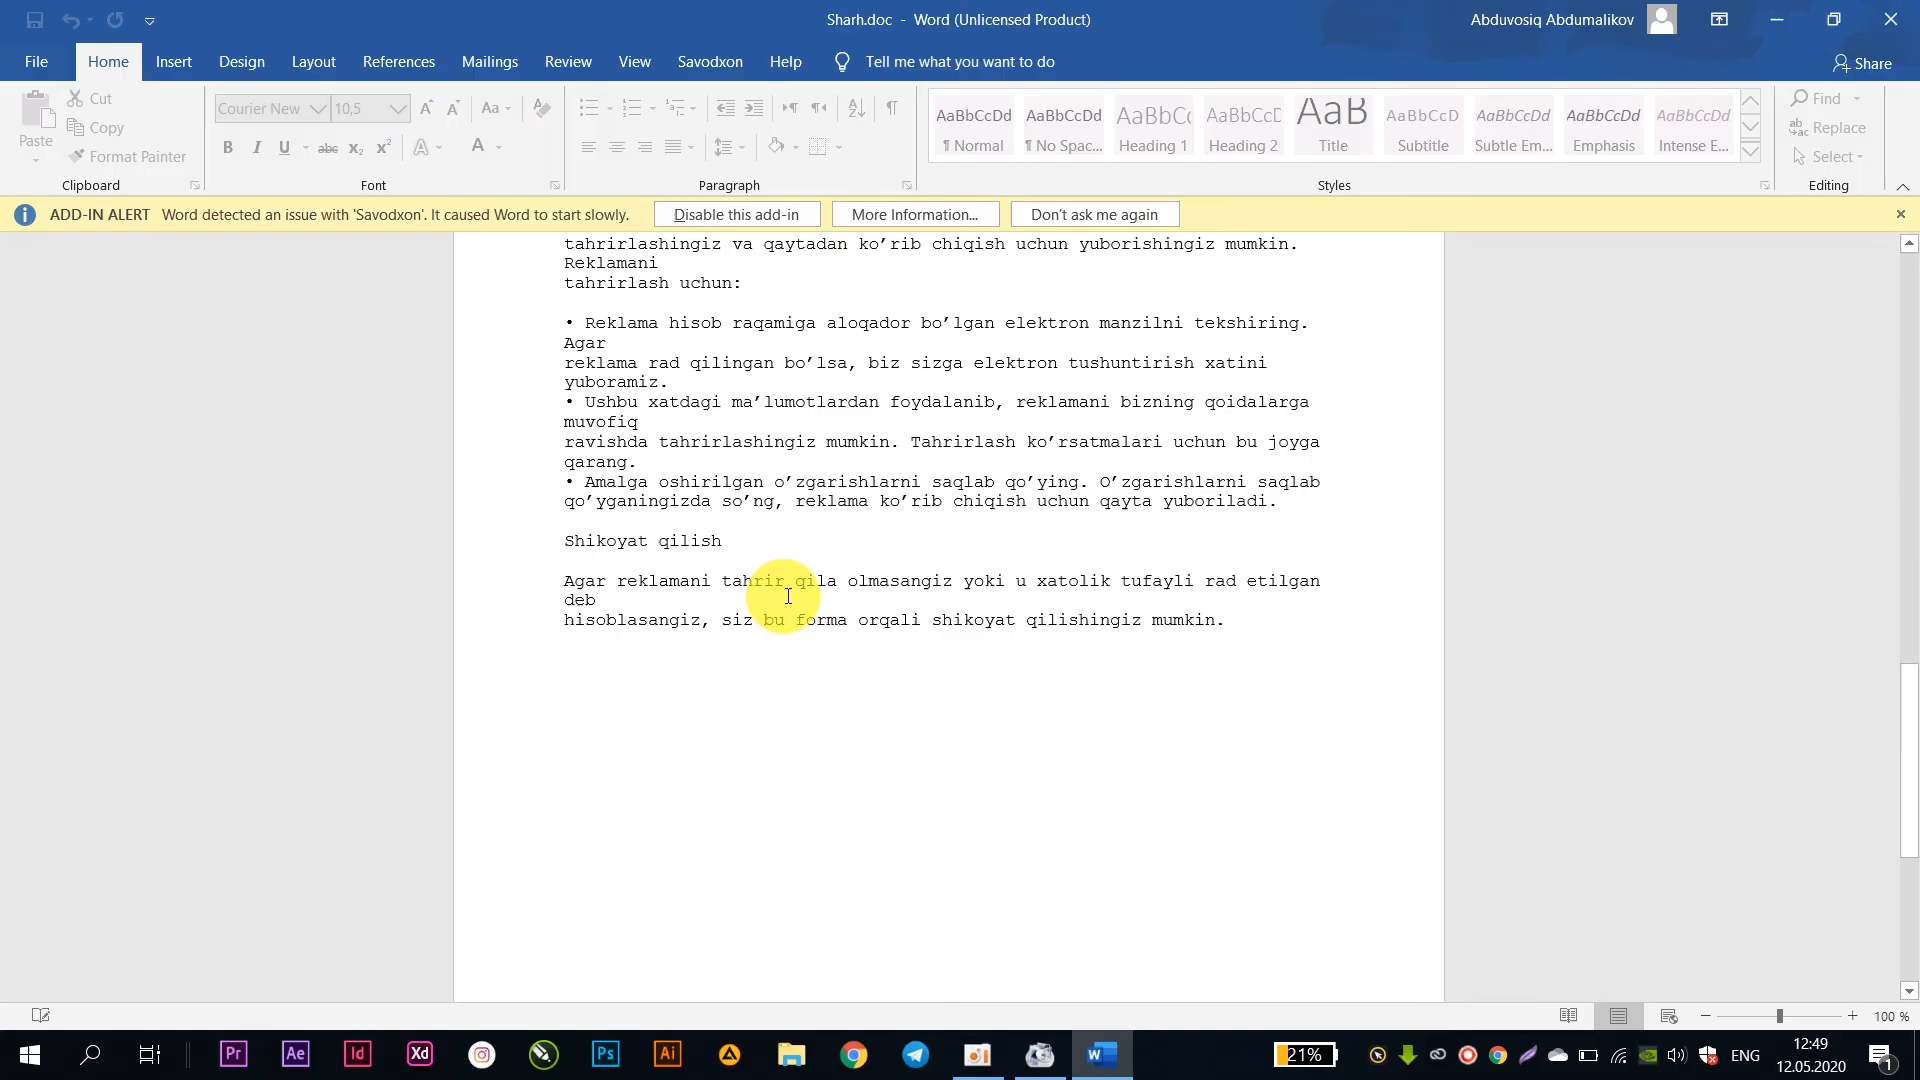 Sharh.doc - Word (Unlicensed Product)
Abduvosiq Abdumalikov
File Home Insert Design Layout References Mailings Review View Savodxon Help Tell me what you want to do
Share
Paste
Cut
Copy
Format Painter
Clipboard
Courier New 10,5
Font
Paragraph
AaBbCcDd AaBbCcDd AaBbCc AaBbCcD AaB AaBbCcD AaBbCcDd AaBbCcDd AaBbCcDd
¶ Normal ¶ No Spac... Heading 1 Heading 2 Title Subtitle Subtle Em... Emphasis Intense E...
Styles
Find
Replace
Select
Editing
ADD-IN ALERT Word detected an issue with 'Savodxon'. It caused Word to start slowly. Disable this add-in More Information... Don't ask me again
tahrirlashingiz va qaytadan ko’rib chiqish uchun yuborishingiz mumkin.
Reklamani
tahrirlash uchun:
• Reklama hisob raqamiga aloqador bo’lgan elektron manzilni tekshiring.
Agar
reklama rad qilingan bo’lsa, biz sizga elektron tushuntirish xatini
yuboramiz.
• Ushbu xatdagi ma’lumotlardan foydalanib, reklamani bizning qoidalarga
muvofiq
ravishda tahrirlashingiz mumkin. Tahrirlash ko’rsatmalari uchun bu joyga
qarang.
• Amalga oshirilgan o’zgarishlarni saqlab qo’ying. O’zgarishlarni saqlab
qo’yganingizda so’ng, reklama ko’rib chiqish uchun qayta yuboriladi.
Shikoyat qilish
Agar reklamani tahrir qila olmasangiz yoki u xatolik tufayli rad etilgan
deb
hisoblasangiz, siz bu forma orqali shikoyat qilishingiz mumkin.
100 %
Pr Ae Id Xd Ps Ai
21%
ENG
12:49
12.05.2020
1